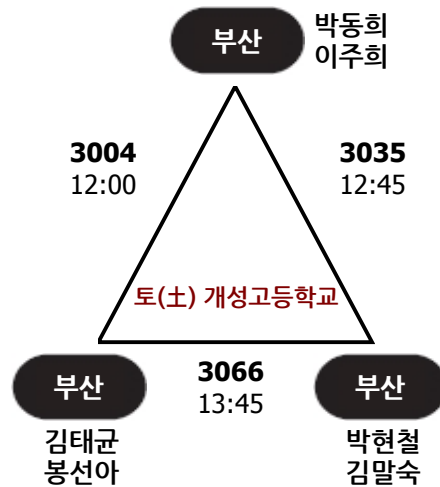 부산
박동희
이주희
3004
12:00
3035
12:45
토(土) 개성고등학교
3066
13:45
부산
김태균
봉선아
부산
박현철
김말숙